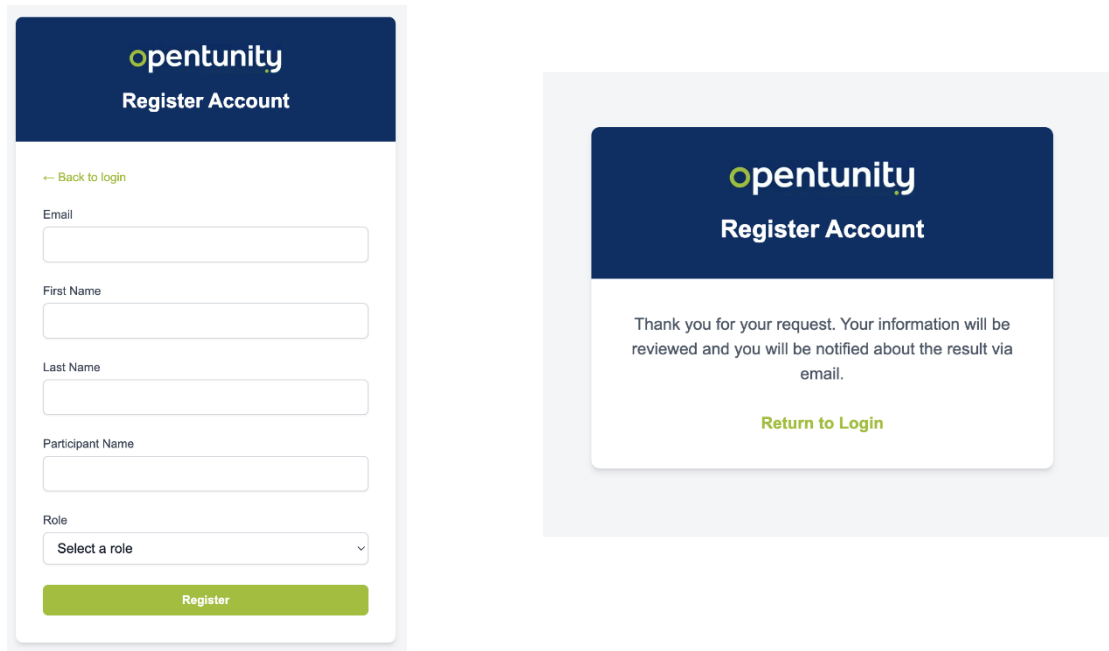 opentunity
Register Account
← Back to login
Email
First Name
Last Name
Participant Name
Role
Select a role
Register
opentunity
Register Account
Thank you for your request. Your information will be
reviewed and you will be notified about the result via
email.
Return to Login